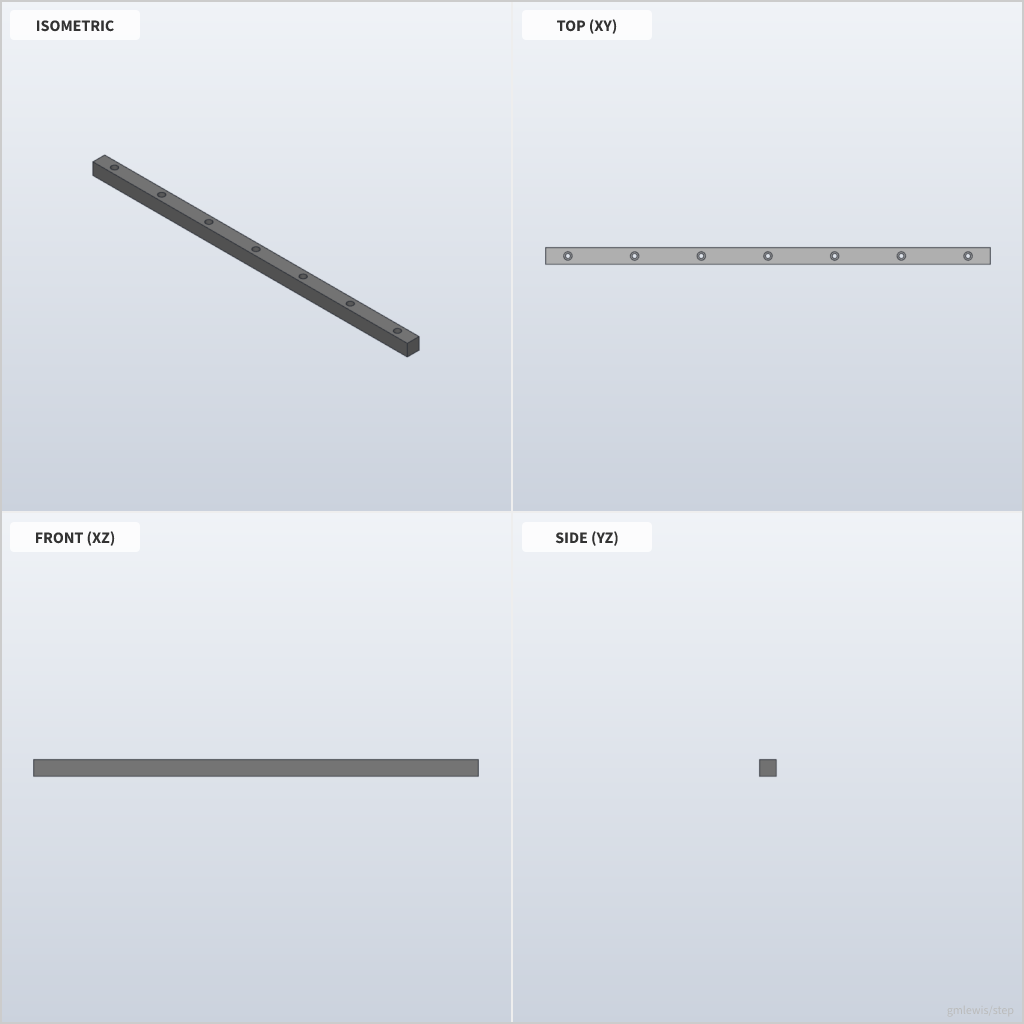 ISOMETRIC
TOP (XY)
FRONT (XZ)
SIDE (YZ)
gmlewis/step